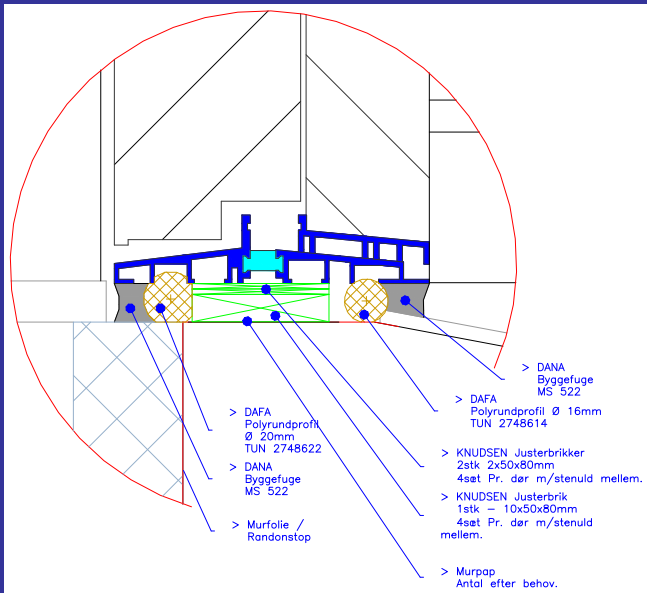 > DANA
Byggefuge
MS 522
> DAFA
Polyrundprofil Ø 16mm
TUN 2748614
> DAFA
Polyrundprofil
Ø 20mm
TUN 2748622
> KNUDSEN Justerbrikker
2stk 2x50x80mm
4sæt Pr. dør m/stenuld mellem.
> DANA
Byggefuge
MS 522
> KNUDSEN Justerbrik
1stk – 10x50x80mm
4sæt Pr. dør m/stenuld
mellem.
> Murfolie /
Randonstop
> Murpap
Antal efter behov.